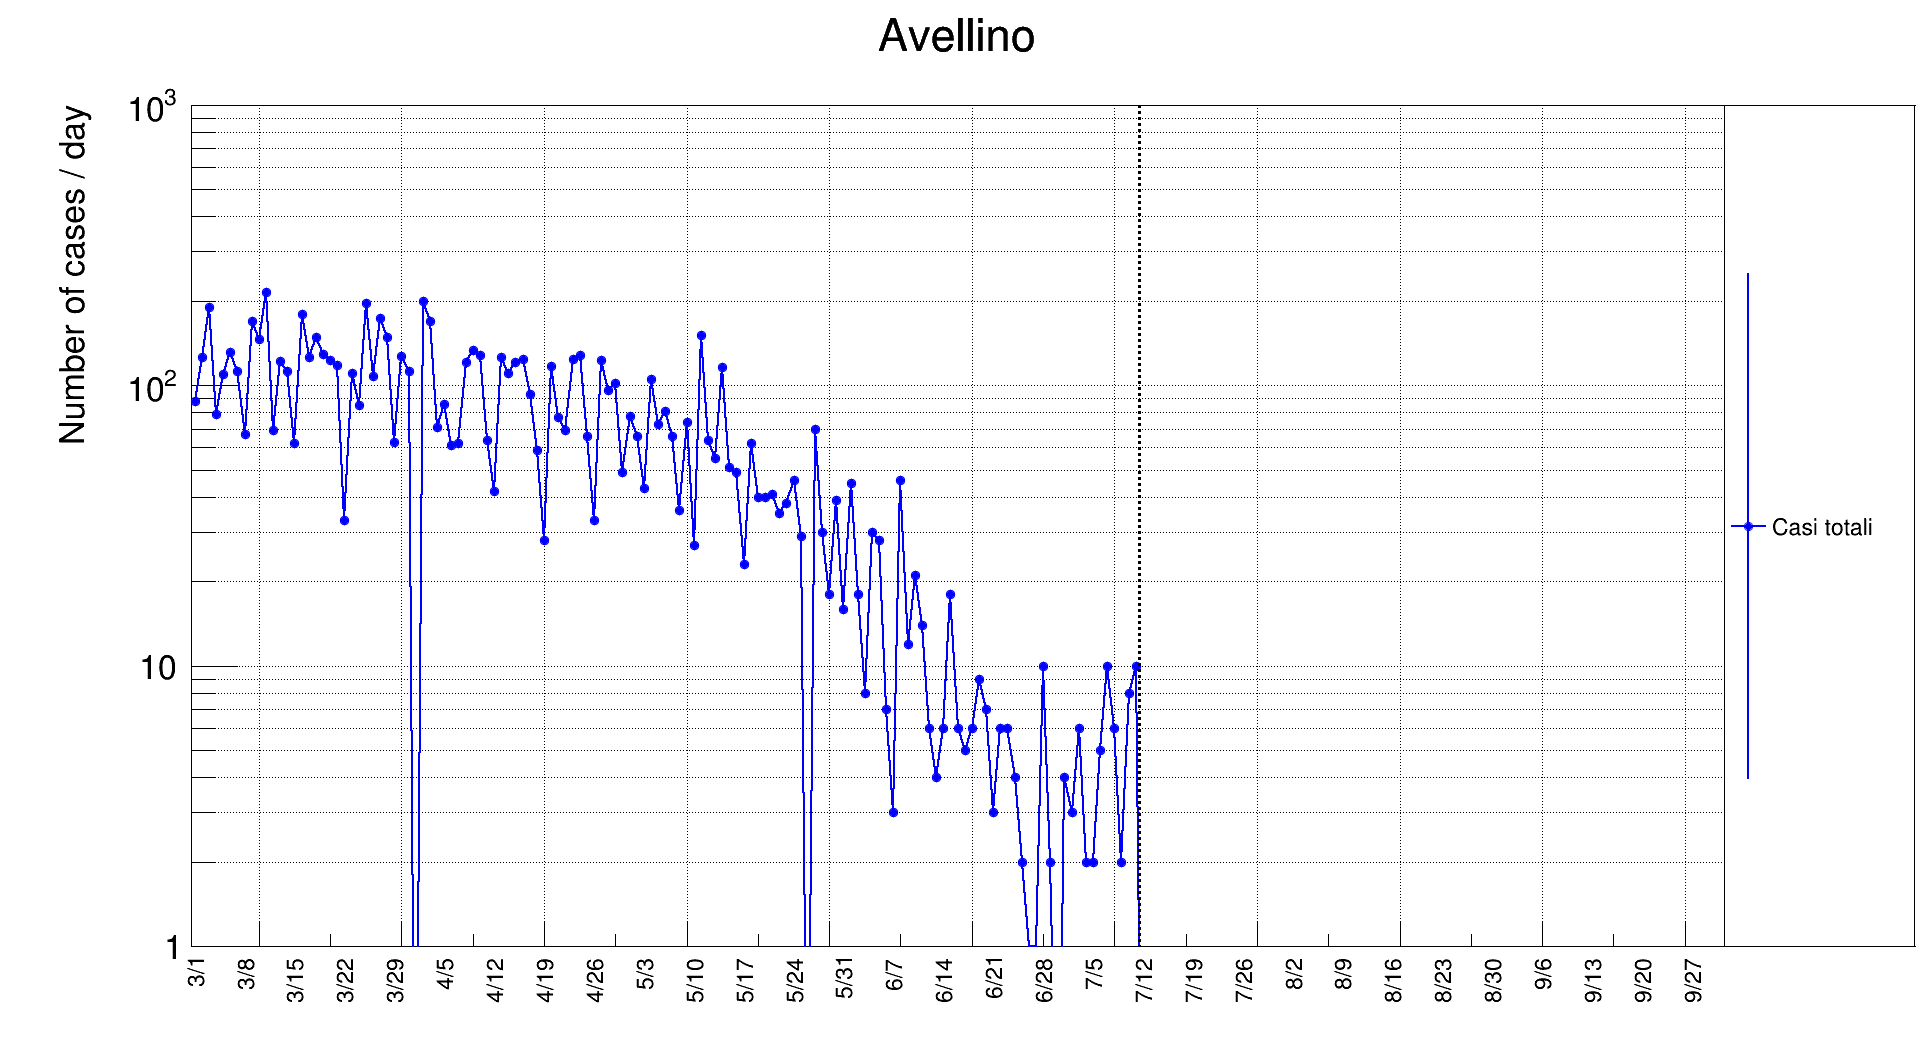 Avellino
Number of cases / day
10³
10²
10
1
3/1 3/8 3/15 3/22 3/29 4/5 4/12 4/19 4/26 5/3 5/10 5/17 5/24 5/31 6/7 6/14 6/21 6/28 7/5 7/12 7/19 7/26 8/2 8/9 8/16 8/23 8/30 9/6 9/13 9/20 9/27
Casi totali